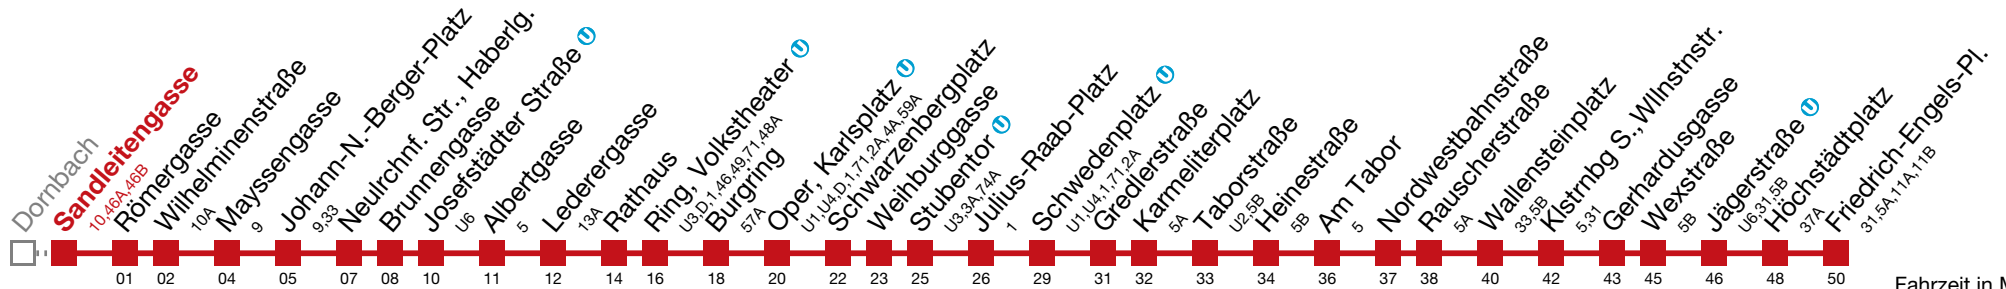 Dornbach
Sandleitengasse
10,46A,46B
Römergasse
Wilhelminenstraße
10A
Mayssengasse
9
Johann-N.-Berger-Platz
9,33
Neulrchnf. Str., Haberlg.
Brunnengasse
Josefstädter Straße U
U6
Albertgasse
5
Lederergasse
13A
Rathaus
Ring, Volkstheater U
U3,D,1,46,49,71,48A
Burgring
57A
Oper, Karlsplatz U
U1,U4,D,1,71,2A,4A,59A
Schwarzenbergplatz
Weihburggasse
Stubentor U
U3,3A,74A
Julius-Raab-Platz
1
Schwedenplatz U
U1,U4,1,71,2A
Gredlerstraße
Karmeliterplatz
5A
Taborstraße
U2,5B
Heinestraße
5B
Am Tabor
5
Nordwestbahnstraße
Rauscherstraße
5A
Wallensteinplatz
33,5B
Klstrnbg S., Wllnstnstr.
5,31
Gerhardusgasse
Wexstraße
5B
Jägerstraße U
U6,31,5B
Höchstädtplatz
37A
Friedrich-Engels-Pl.
31,5A,11A,11B
01 02 04 05 07 08 10 11 12 14 16 18 20 22 23 25 26 29 31 32 33 34 36 37 38 40 42 43 45 46 48 50
Fahrzeit in M